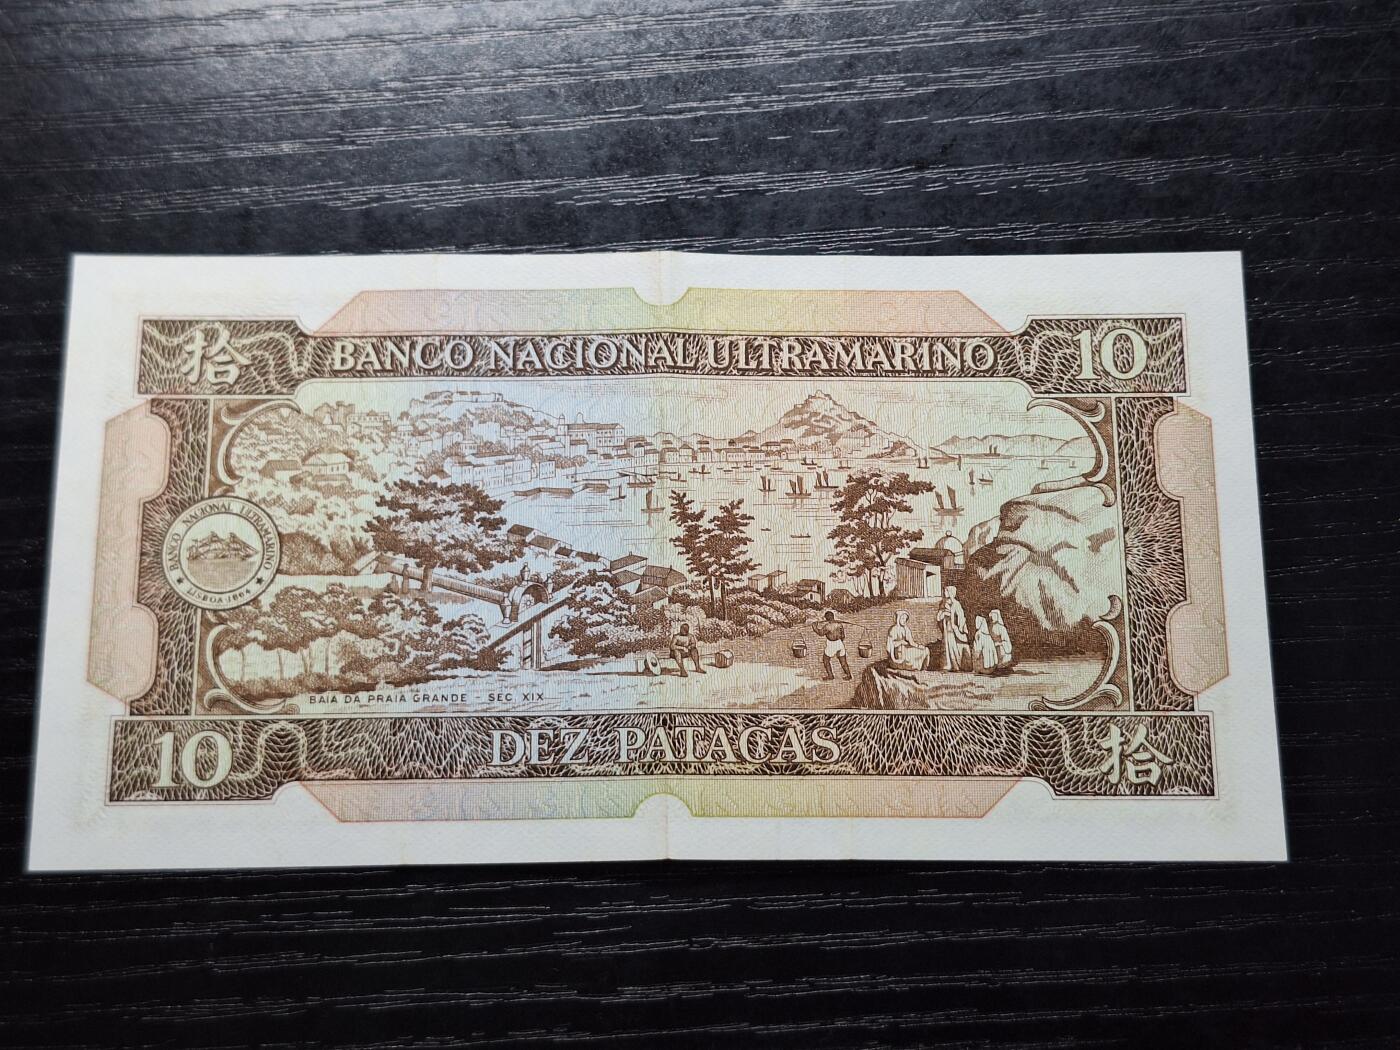 拾 BANCO NACIONAL ULTRAMARINO 10
BANCO NACIONAL ULTRAMARINO
LISBOA-1864
BAIA DA PRAIA GRANDE - SEC. XIX
10 DEZ PATACAS 拾